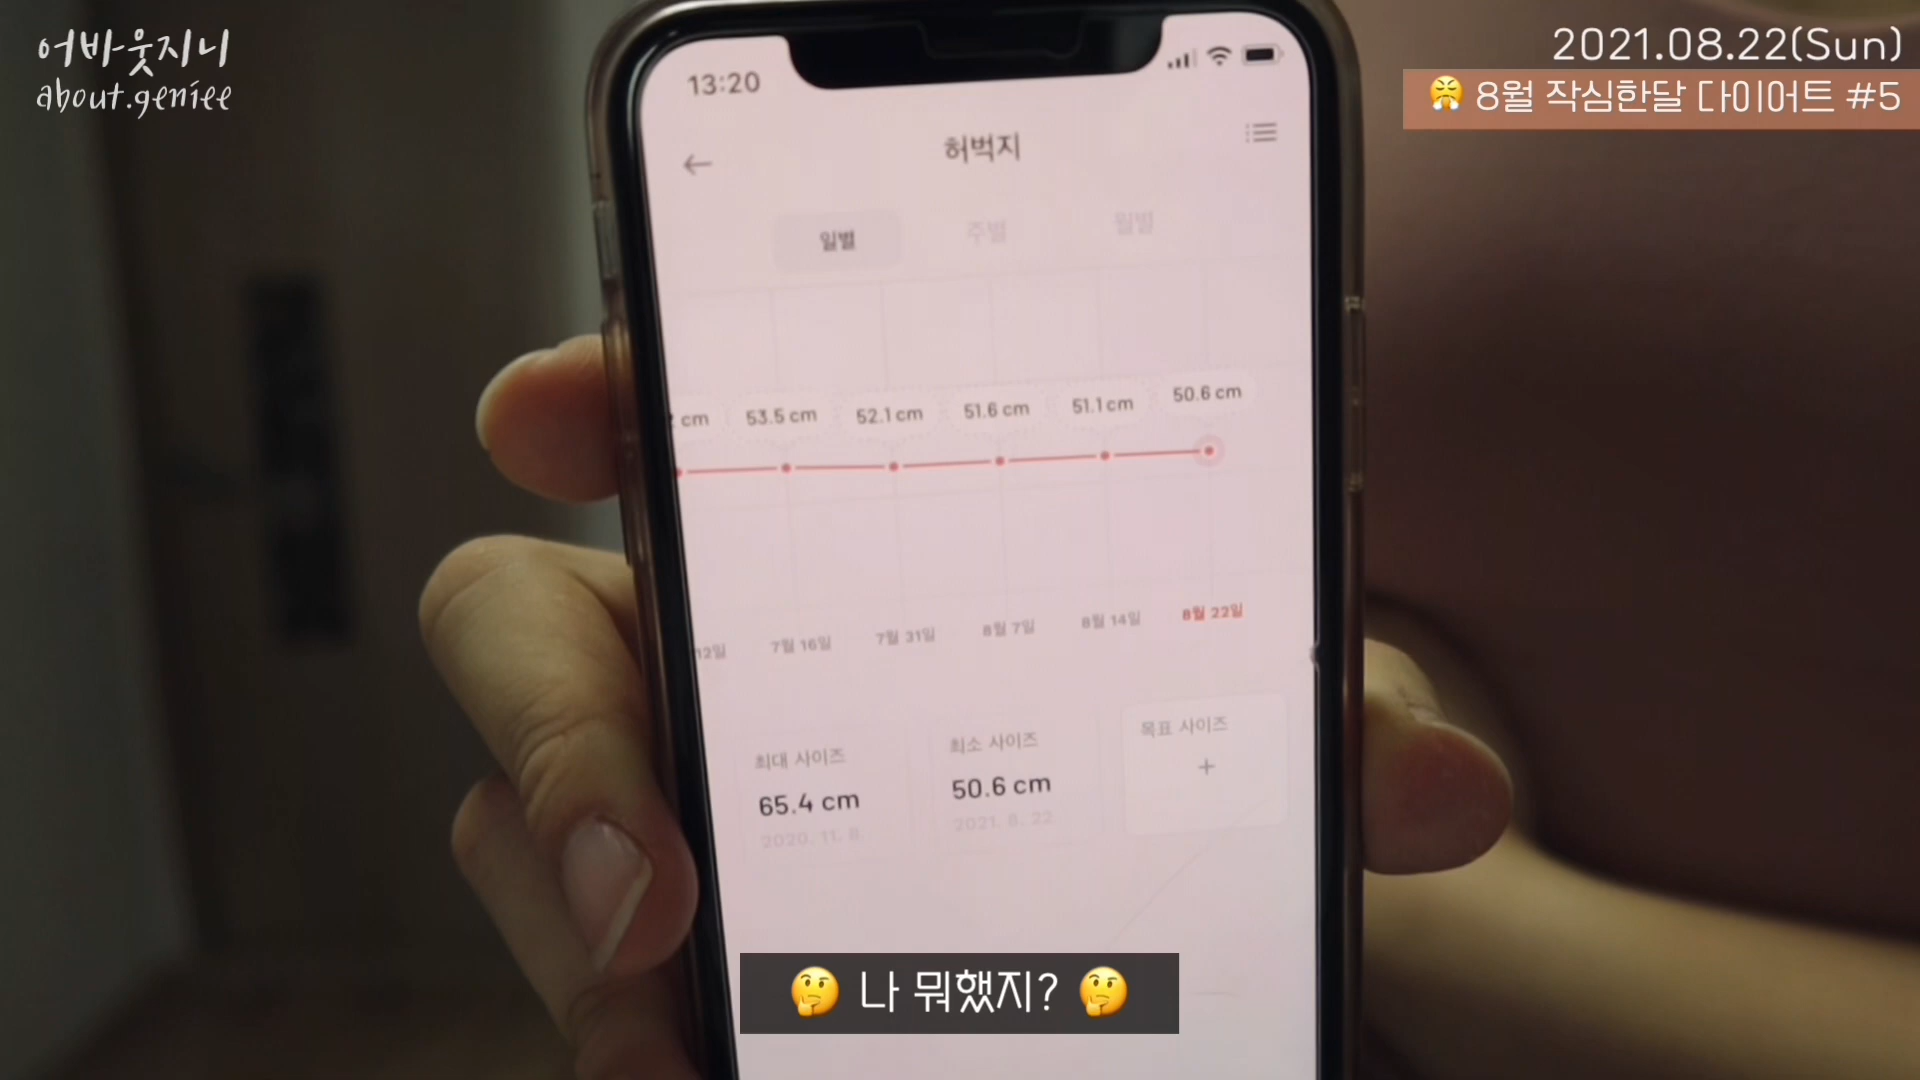 어바웃지니
about.geniee
2021.08.22(Sun)
😤 8월 작심한달 다이어트 #5
13:20
← 허벅지
일별 주별 월별
cm 53.5 cm 52.1 cm 51.6 cm 51.1 cm 50.6 cm
12일 7월 16일 7월 31일 8월 7일 8월 14일 8월 22일
최대 사이즈
65.4 cm
2020. 11. 8.
최소 사이즈
50.6 cm
2021. 8. 22.
목표 사이즈
+
🤔 나 뭐했지? 🤔